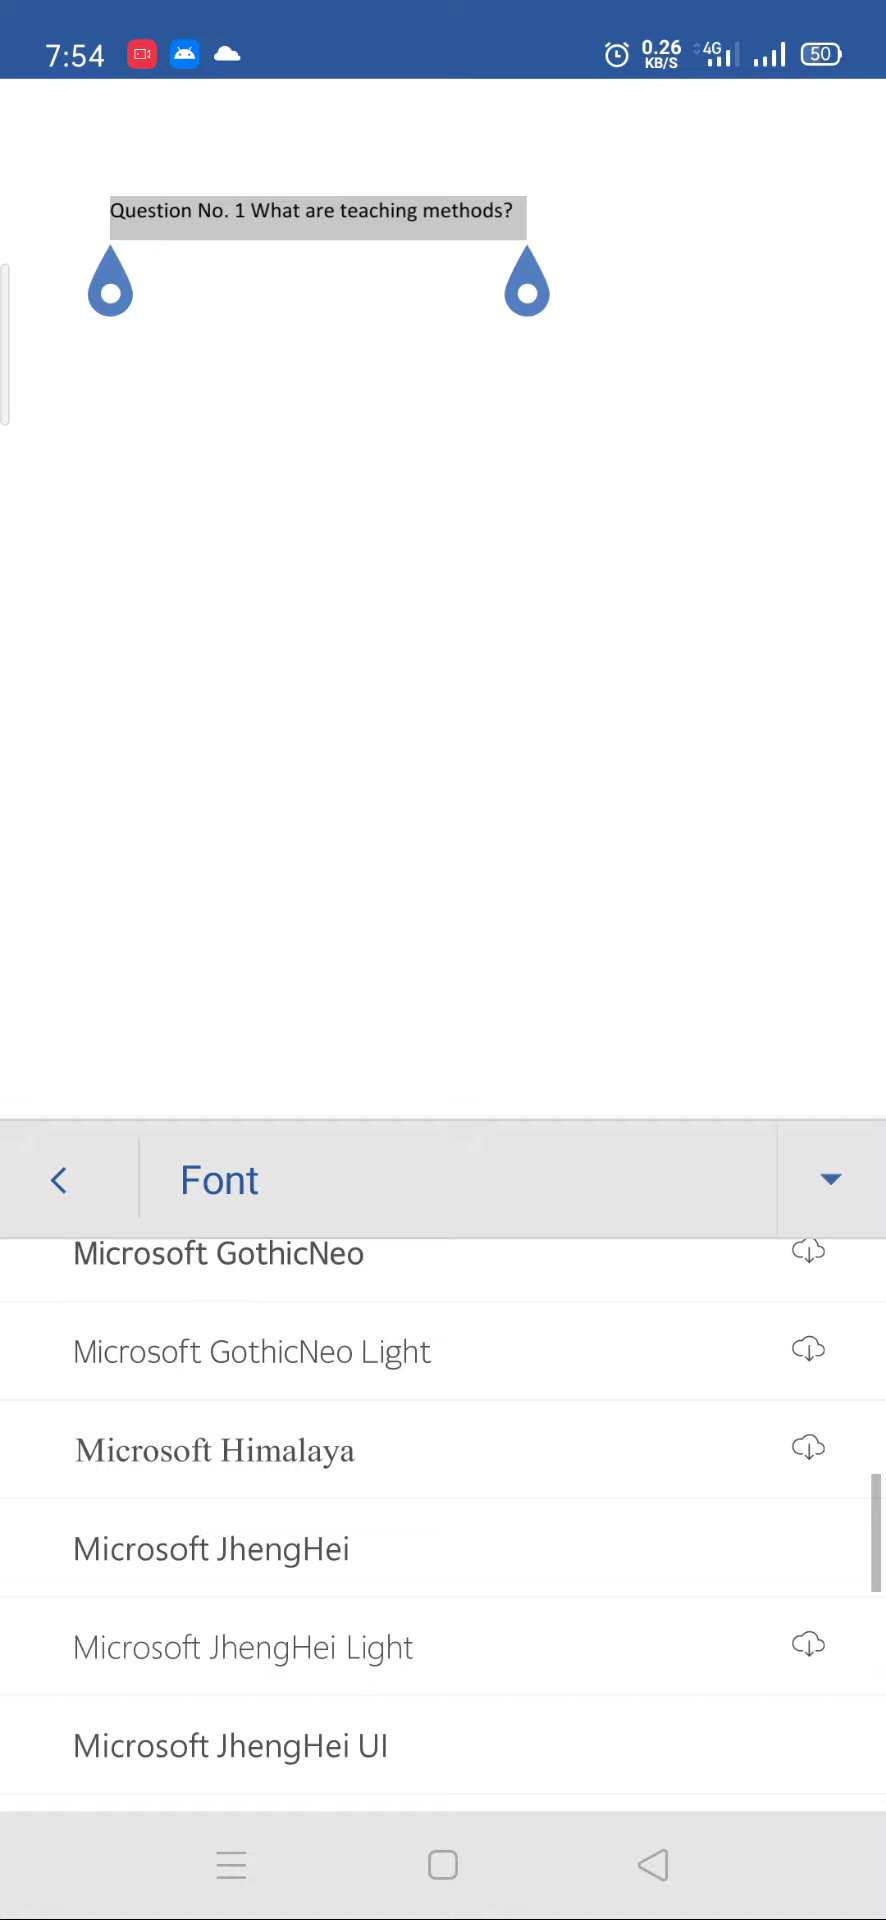 7:54
0.26
KB/S
4G
50
Question No. 1 What are teaching methods?
Font
Microsoft GothicNeo
Microsoft GothicNeo Light
Microsoft Himalaya
Microsoft JhengHei
Microsoft JhengHei Light
Microsoft JhengHei UI